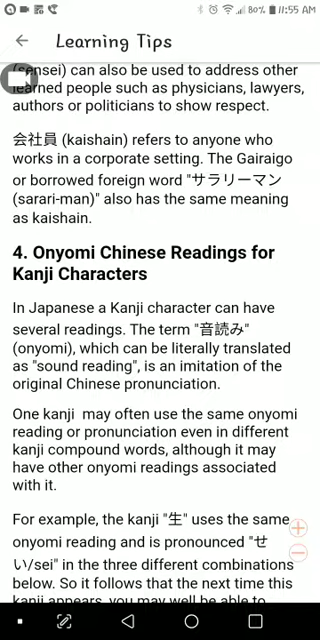 80% 11:55 AM
Learning Tips
(sensei) can also be used to address other
learned people such as physicians, lawyers,
authors or politicians to show respect.
会社員 (kaishain) refers to anyone who
works in a corporate setting. The Gairaigo
or borrowed foreign word "サラリーマン
(sarari-man)" also has the same meaning
as kaishain.
4. Onyomi Chinese Readings for
Kanji Characters
In Japanese a Kanji character can have
several readings. The term "音読み"
(onyomi), which can be literally translated
as "sound reading", is an imitation of the
original Chinese pronunciation.
One kanji may often use the same onyomi
reading or pronunciation even in different
kanji compound words, although it may
have other onyomi readings associated
with it.
For example, the kanji "生" uses the same
onyomi reading and is pronounced "せ
い/sei" in the three different combinations
below. So it follows that the next time this
kanji appears, you may well be able to